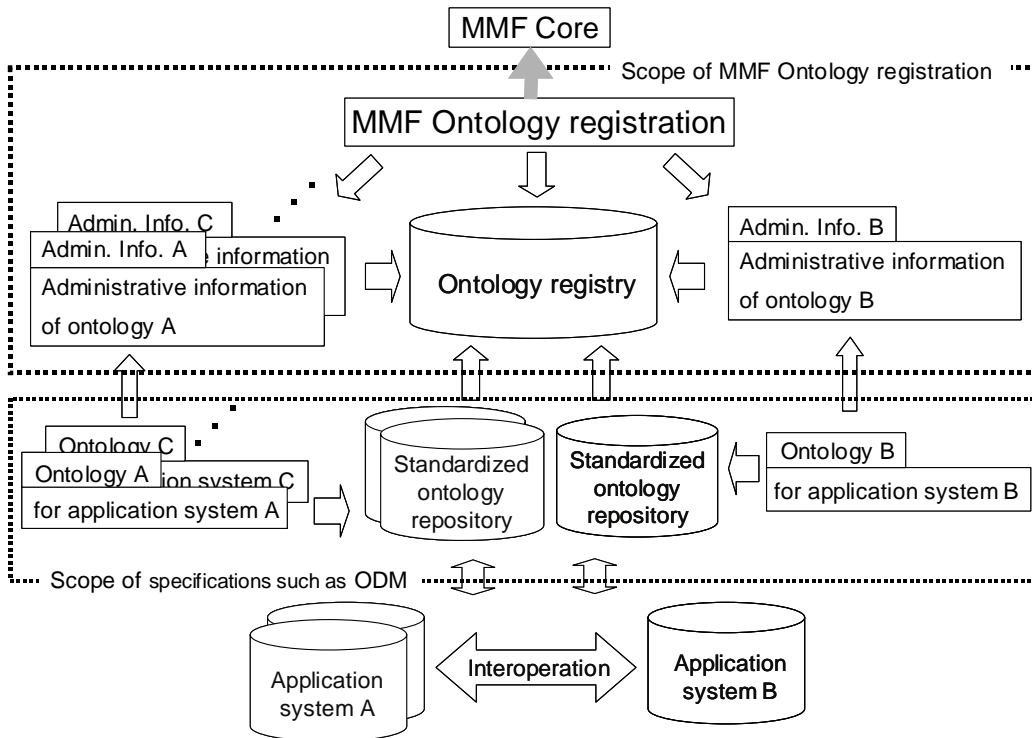 MMF Core
Scope of MMF Ontology registration
MMF Ontology registration
Admin. Info. C
Admin. Info. A
e information
Administrative information
of ontology A
Ontology registry
Admin. Info. B
Administrative information
of ontology B
Ontology C
Ontology A
ion system C
for application system A
Standardized
ontology
repository
Standardized
ontology
repository
Ontology B
for application system B
Scope of specifications such as ODM
Application
system A
Interoperation
Application
system B